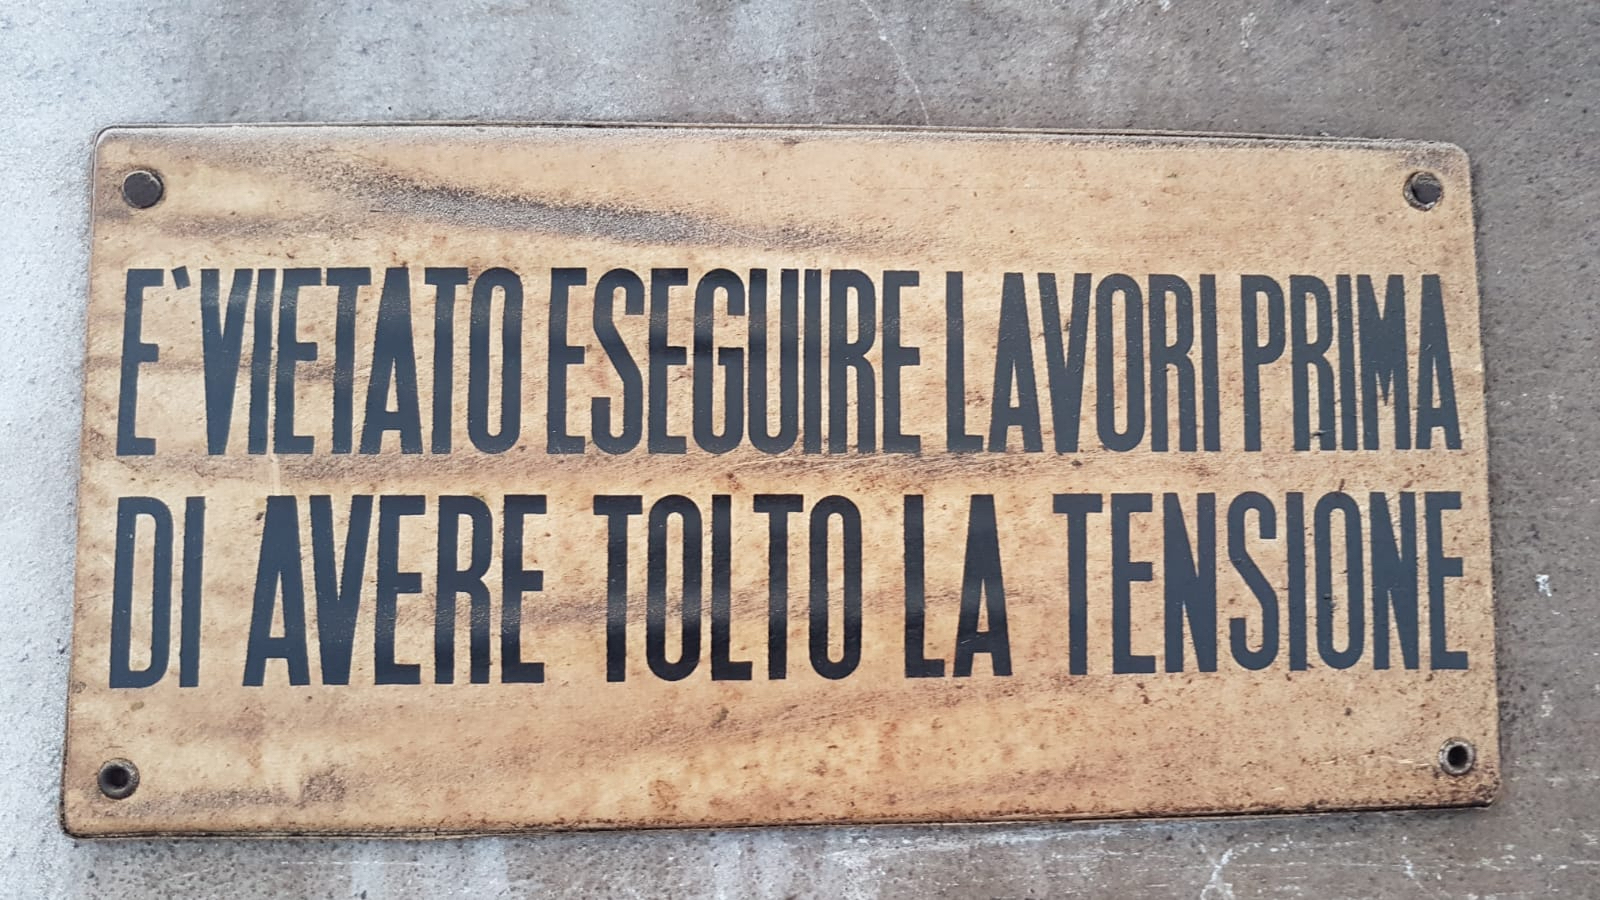 E'VIETATO ESEGUIRE LAVORI PRIMA
DI AVERE TOLTO LA TENSIONE